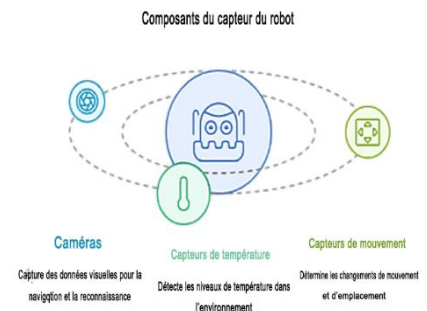 Composants du capteur du robot
Caméras
Capture des données visuelles pour la
navigation et la reconnaissance
Capteurs de température
Détecte les niveaux de température dans
l'environnement
Capteurs de mouvement
Détermine les changements de mouvement
et d'emplacement